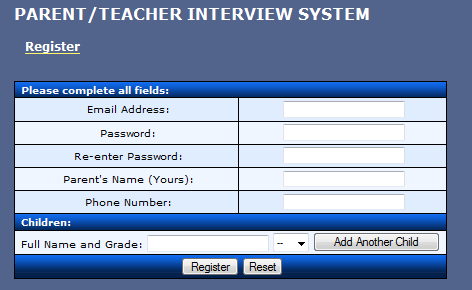 PARENT/TEACHER INTERVIEW SYSTEM
Register
Please complete all fields:
Email Address:
Password:
Re-enter Password:
Parent's Name (Yours):
Phone Number:
Children:
Full Name and Grade: -- Add Another Child
Register Reset